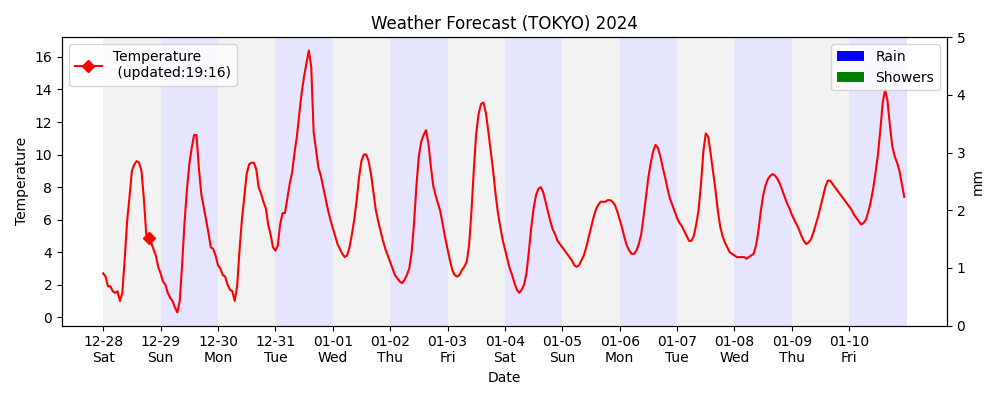 Weather Forecast (TOKYO) 2024
Temperature
(updated:19:16)
Rain
Showers
Temperature
16
14
12
10
8
6
4
2
0
5
4
3
2
1
0
mm
12-28 12-29 12-30 12-31 01-01 01-02 01-03 01-04 01-05 01-06 01-07 01-08 01-09 01-10
Sat Sun Mon Tue Wed Thu Fri Sat Sun Mon Tue Wed Thu Fri
Date